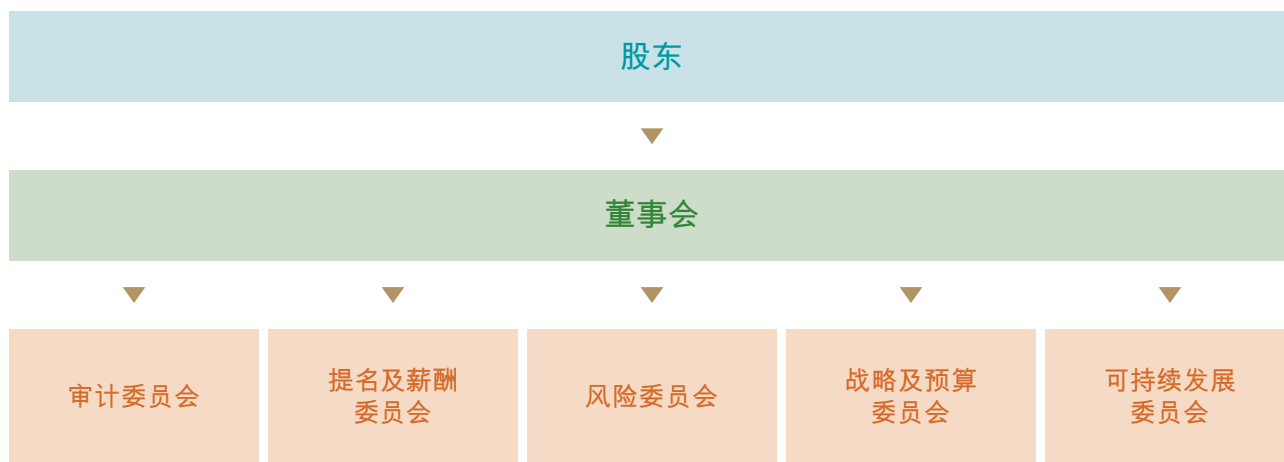 股东
董事会
审计委员会
提名及薪酬
委员会
风险委员会
战略及预算
委员会
可持续发展
委员会